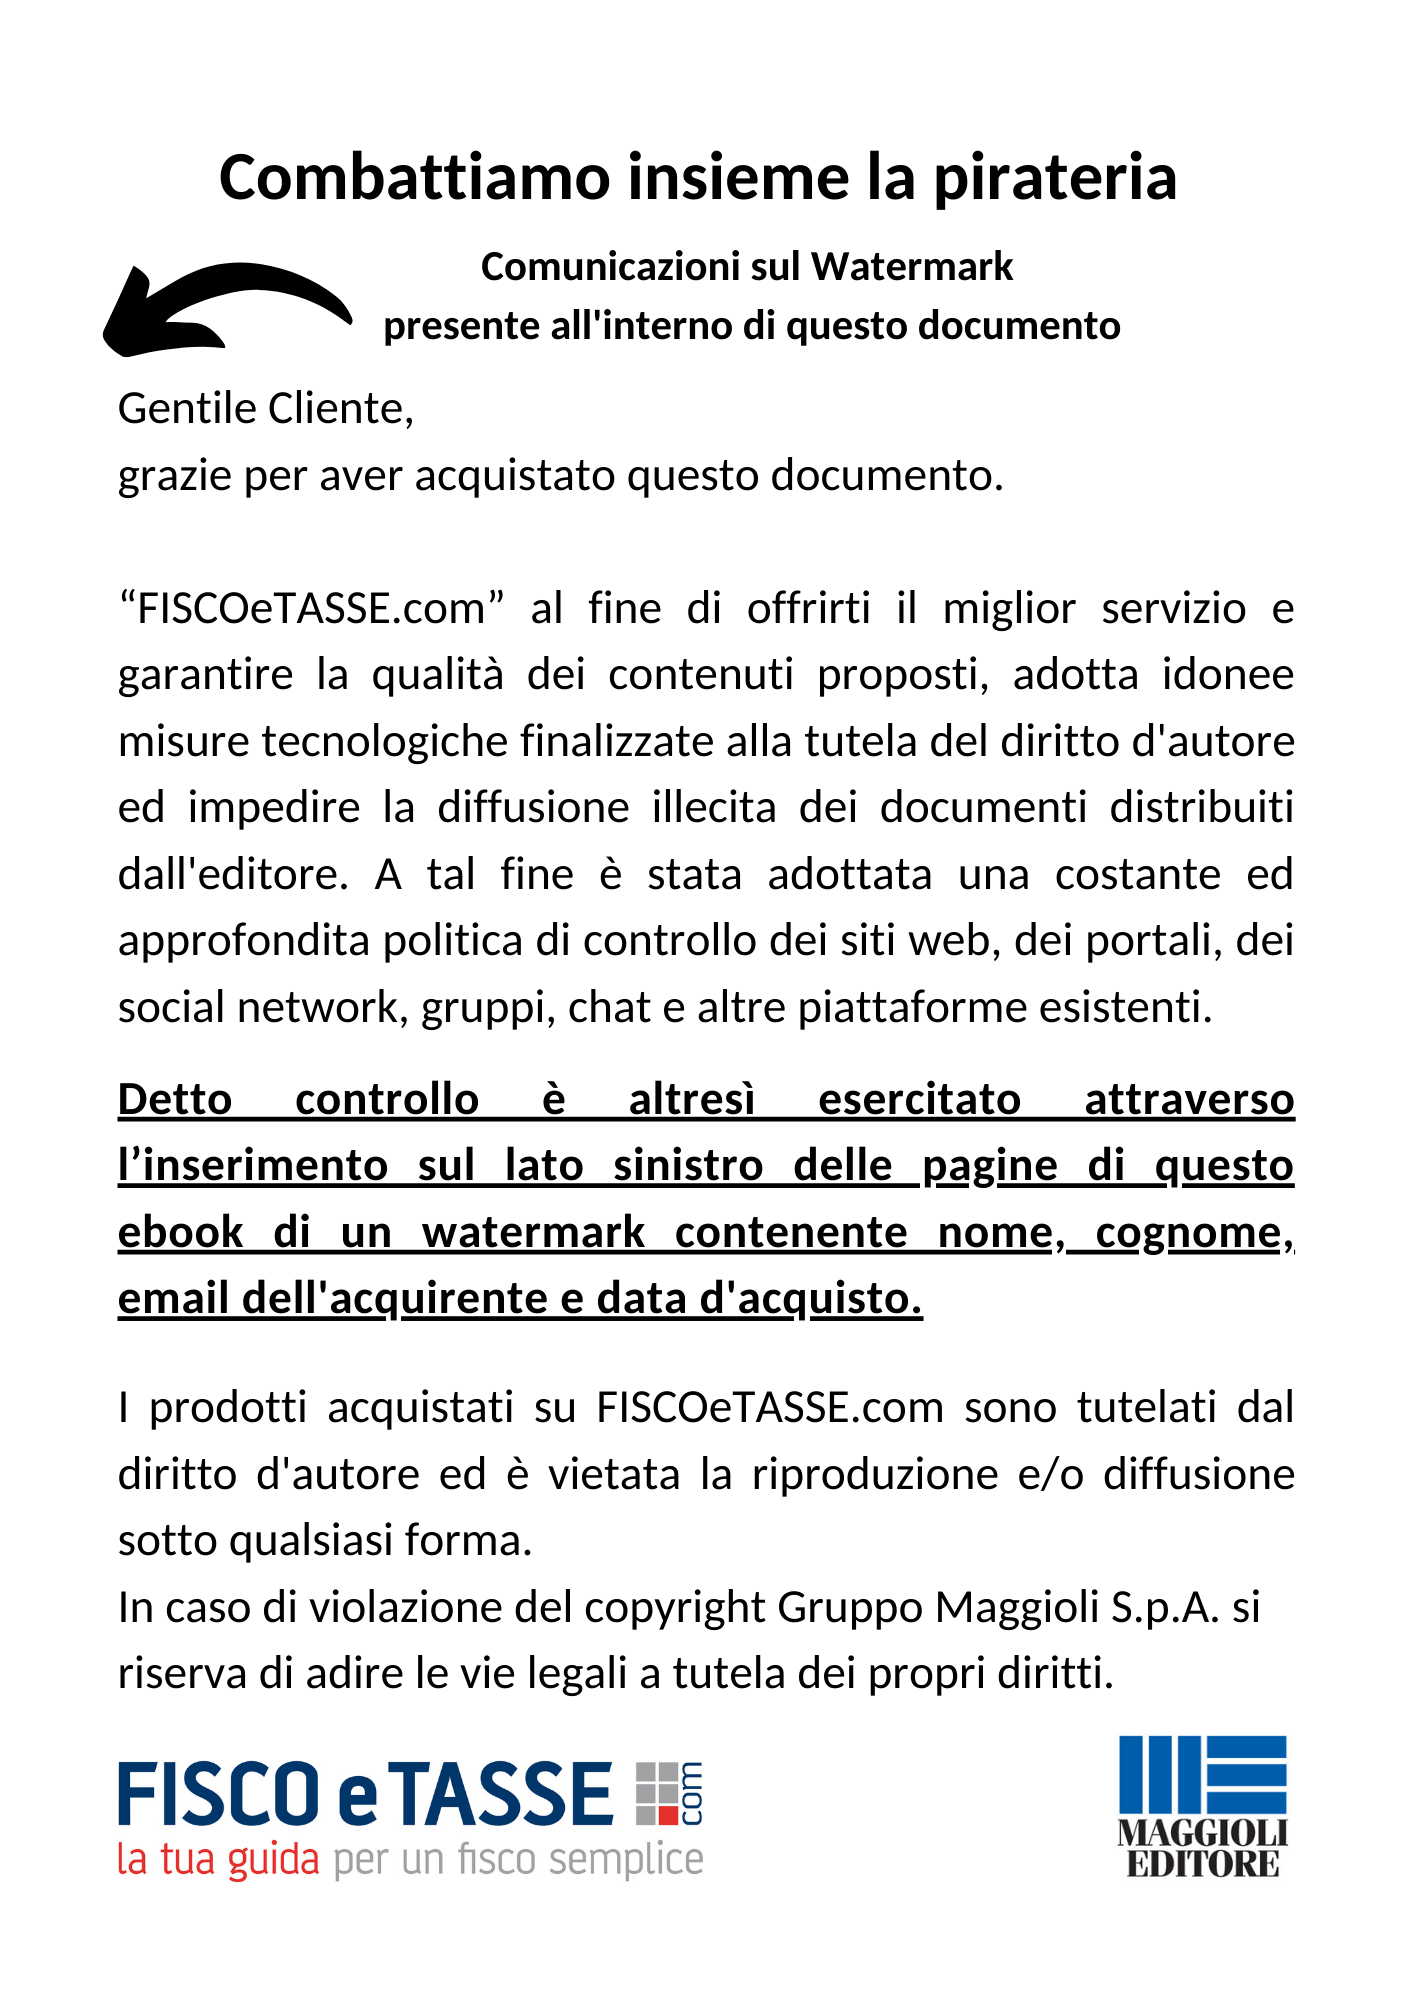 Combattiamo insieme la pirateria
Comunicazioni sul Watermark
presente all'interno di questo documento
Gentile Cliente,
grazie per aver acquistato questo documento.
“FISCOeTASSE.com” al fine di offrirti il miglior servizio e
garantire la qualità dei contenuti proposti, adotta idonee
misure tecnologiche finalizzate alla tutela del diritto d'autore
ed impedire la diffusione illecita dei documenti distribuiti
dall'editore. A tal fine è stata adottata una costante ed
approfondita politica di controllo dei siti web, dei portali, dei
social network, gruppi, chat e altre piattaforme esistenti.
Detto controllo è altresì esercitato attraverso
l’inserimento sul lato sinistro delle pagine di questo
ebook di un watermark contenente nome, cognome,
email dell'acquirente e data d'acquisto.
I prodotti acquistati su FISCOeTASSE.com sono tutelati dal
diritto d'autore ed è vietata la riproduzione e/o diffusione
sotto qualsiasi forma.
In caso di violazione del copyright Gruppo Maggioli S.p.A. si
riserva di adire le vie legali a tutela dei propri diritti.
FISCO e TASSE com
la tua guida per un fisco semplice
MAGGIOLI
EDITORE